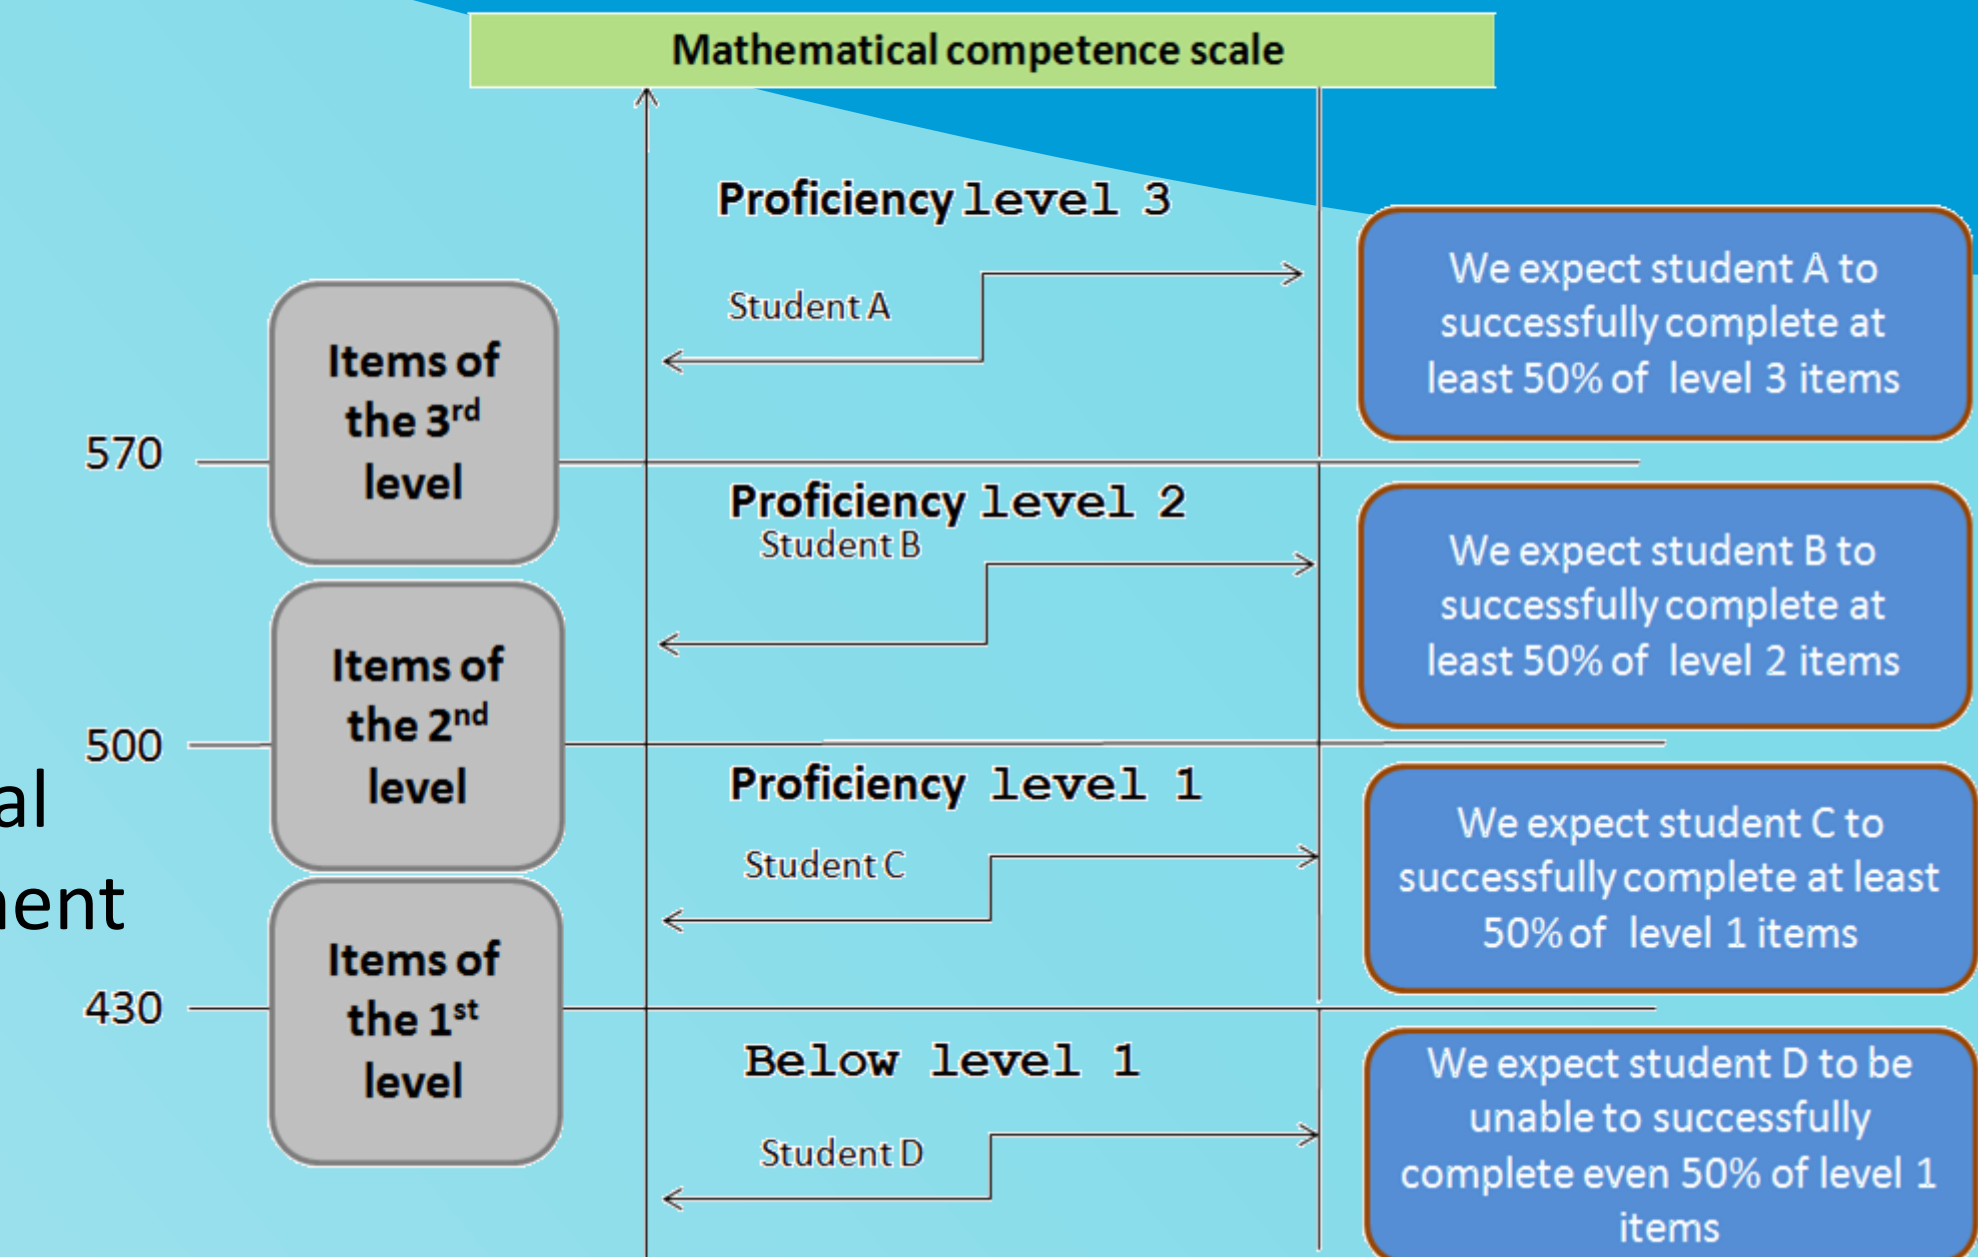 Mathematical competence scale
Proficiency level 3
Student A
We expect student A to
successfully complete at
least 50% of level 3 items
Items of
the 3rd
level
570
Proficiency level 2
Student B
We expect student B to
successfully complete at
least 50% of level 2 items
Items of
the 2nd
level
500
Proficiency level 1
Student C
We expect student C to
successfully complete at least
50% of level 1 items
Items of
the 1st
level
430
Below level 1
Student D
We expect student D to be
unable to successfully
complete even 50% of level 1
items